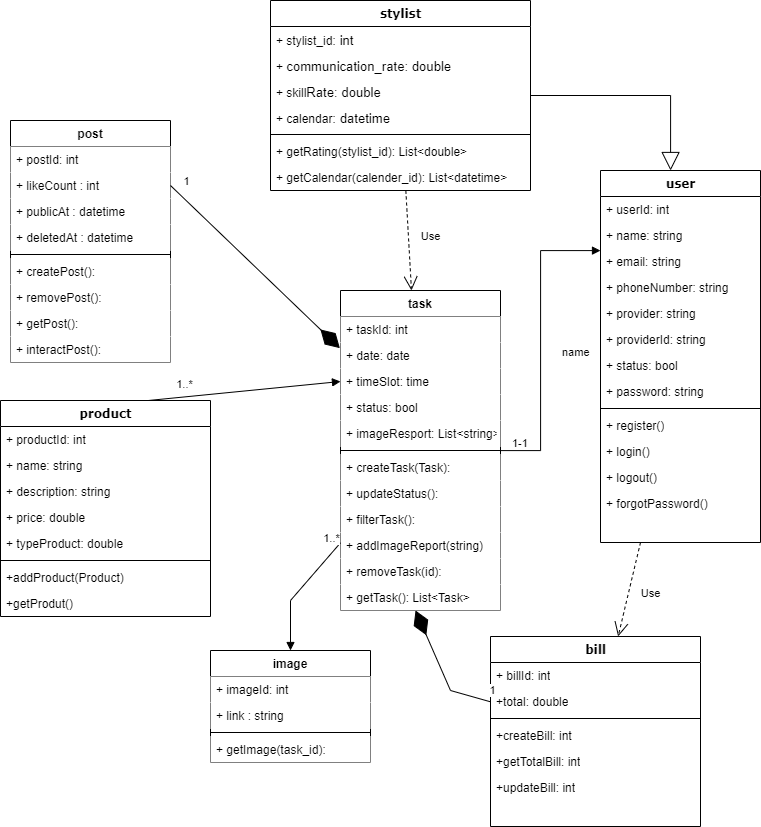 stylist
+ stylist_id: int
+ communication_rate: double
+ skillRate: double
+ calendar: datetime
+ getRating(stylist_id): List<double>
+ getCalendar(calender_id): List<datetime>
post
+ postId: int
+ likeCount : int
+ publicAt : datetime
+ deletedAt : datetime
+ createPost():
+ removePost():
+ getPost():
+ interactPost():
1
Use
user
+ userId: int
+ name: string
+ email: string
+ phoneNumber: string
+ provider: string
+ providerId: string
+ status: bool
+ password: string
+ register()
+ login()
+ logout()
+ forgotPassword()
name
task
+ taskId: int
+ date: date
+ timeSlot: time
+ status: bool
+ imageResport: List<string>
+ createTask(Task):
+ updateStatus():
+ filterTask():
+ addImageReport(string)
+ removeTask(id):
+ getTask(): List<Task>
1-1
1..*
product
+ productId: int
+ name: string
+ description: string
+ price: double
+ typeProduct: double
+addProduct(Product)
+getProdut()
1..*
image
+ imageId: int
+ link : string
+ getImage(task_id):
Use
bill
+ billId: int
+total: double
+createBill: int
+getTotalBill: int
+updateBill: int
1